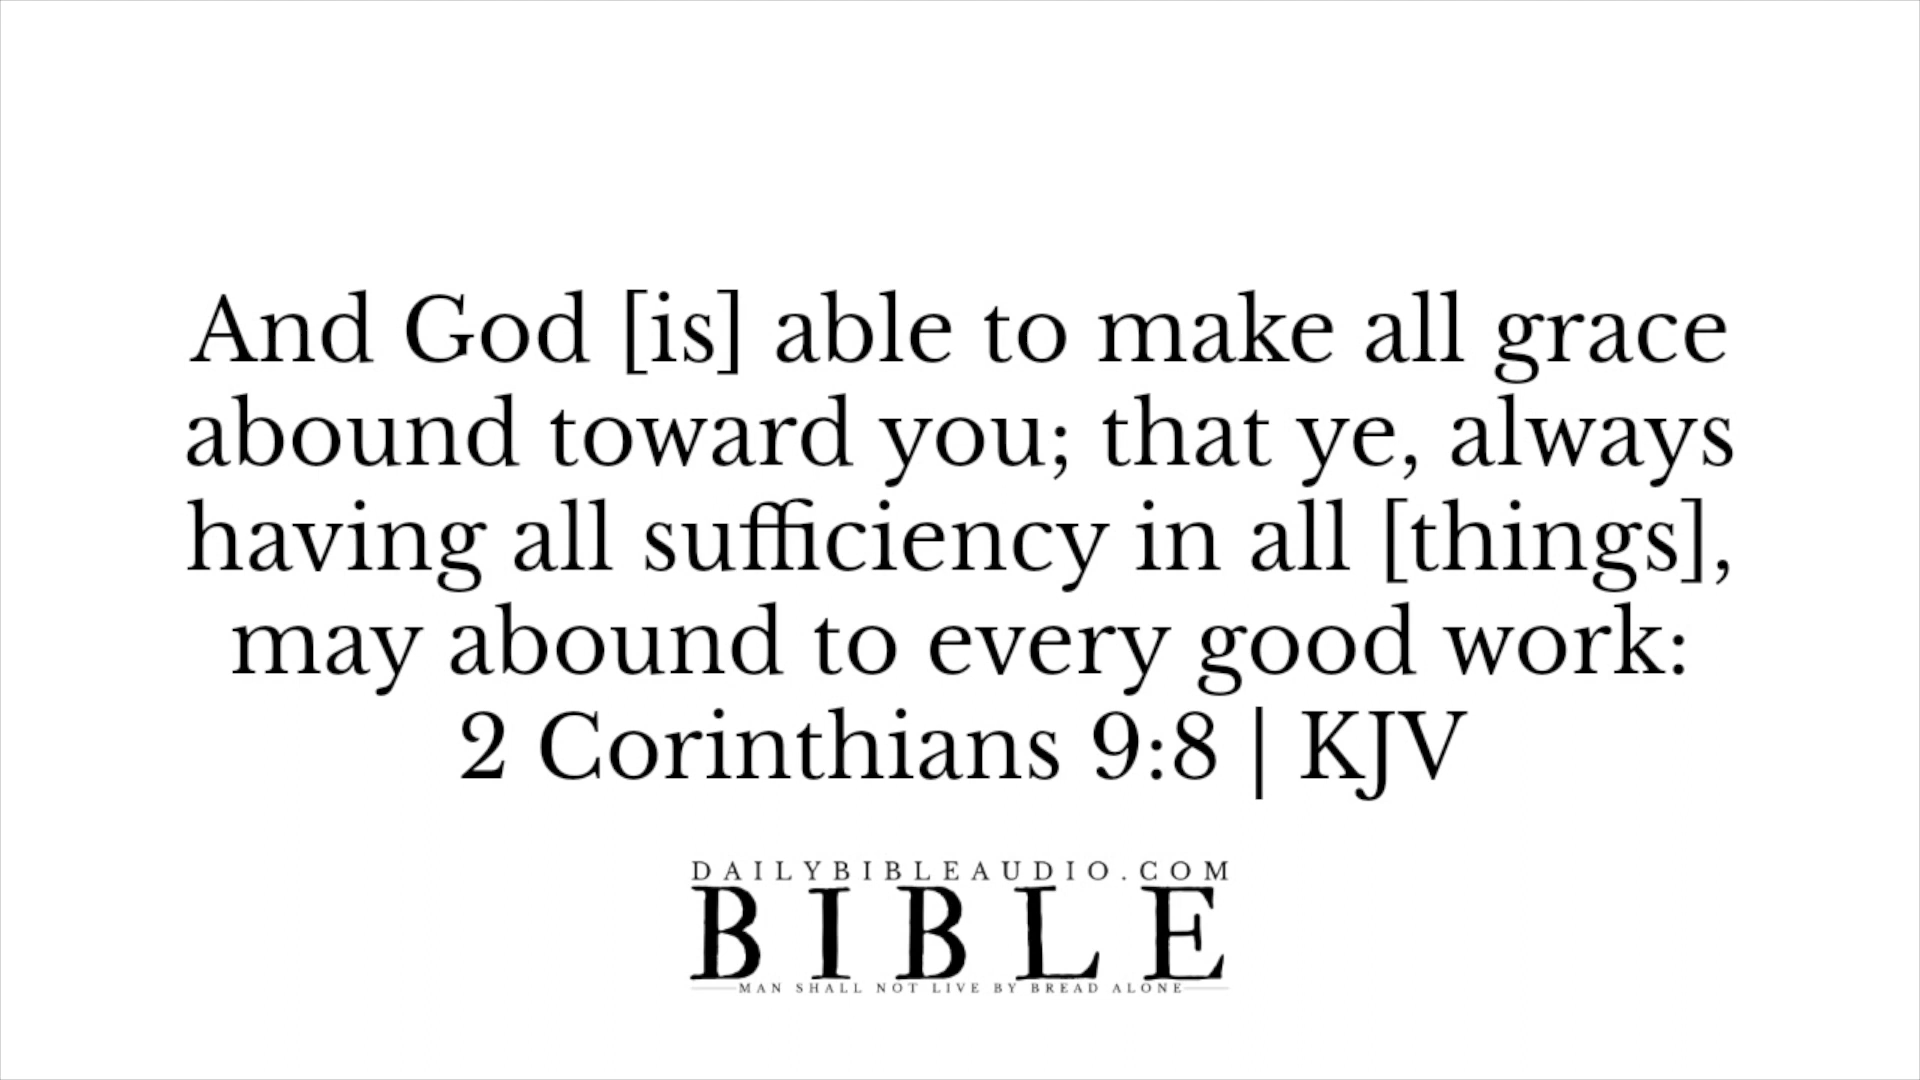 And God [is] able to make all grace
abound toward you; that ye, always
having all sufficiency in all [things],
may abound to every good work:
2 Corinthians 9:8 | KJV
DAILYBIBLEAUDIO.COM
BIBLE
MAN SHALL NOT LIVE BY BREAD ALONE